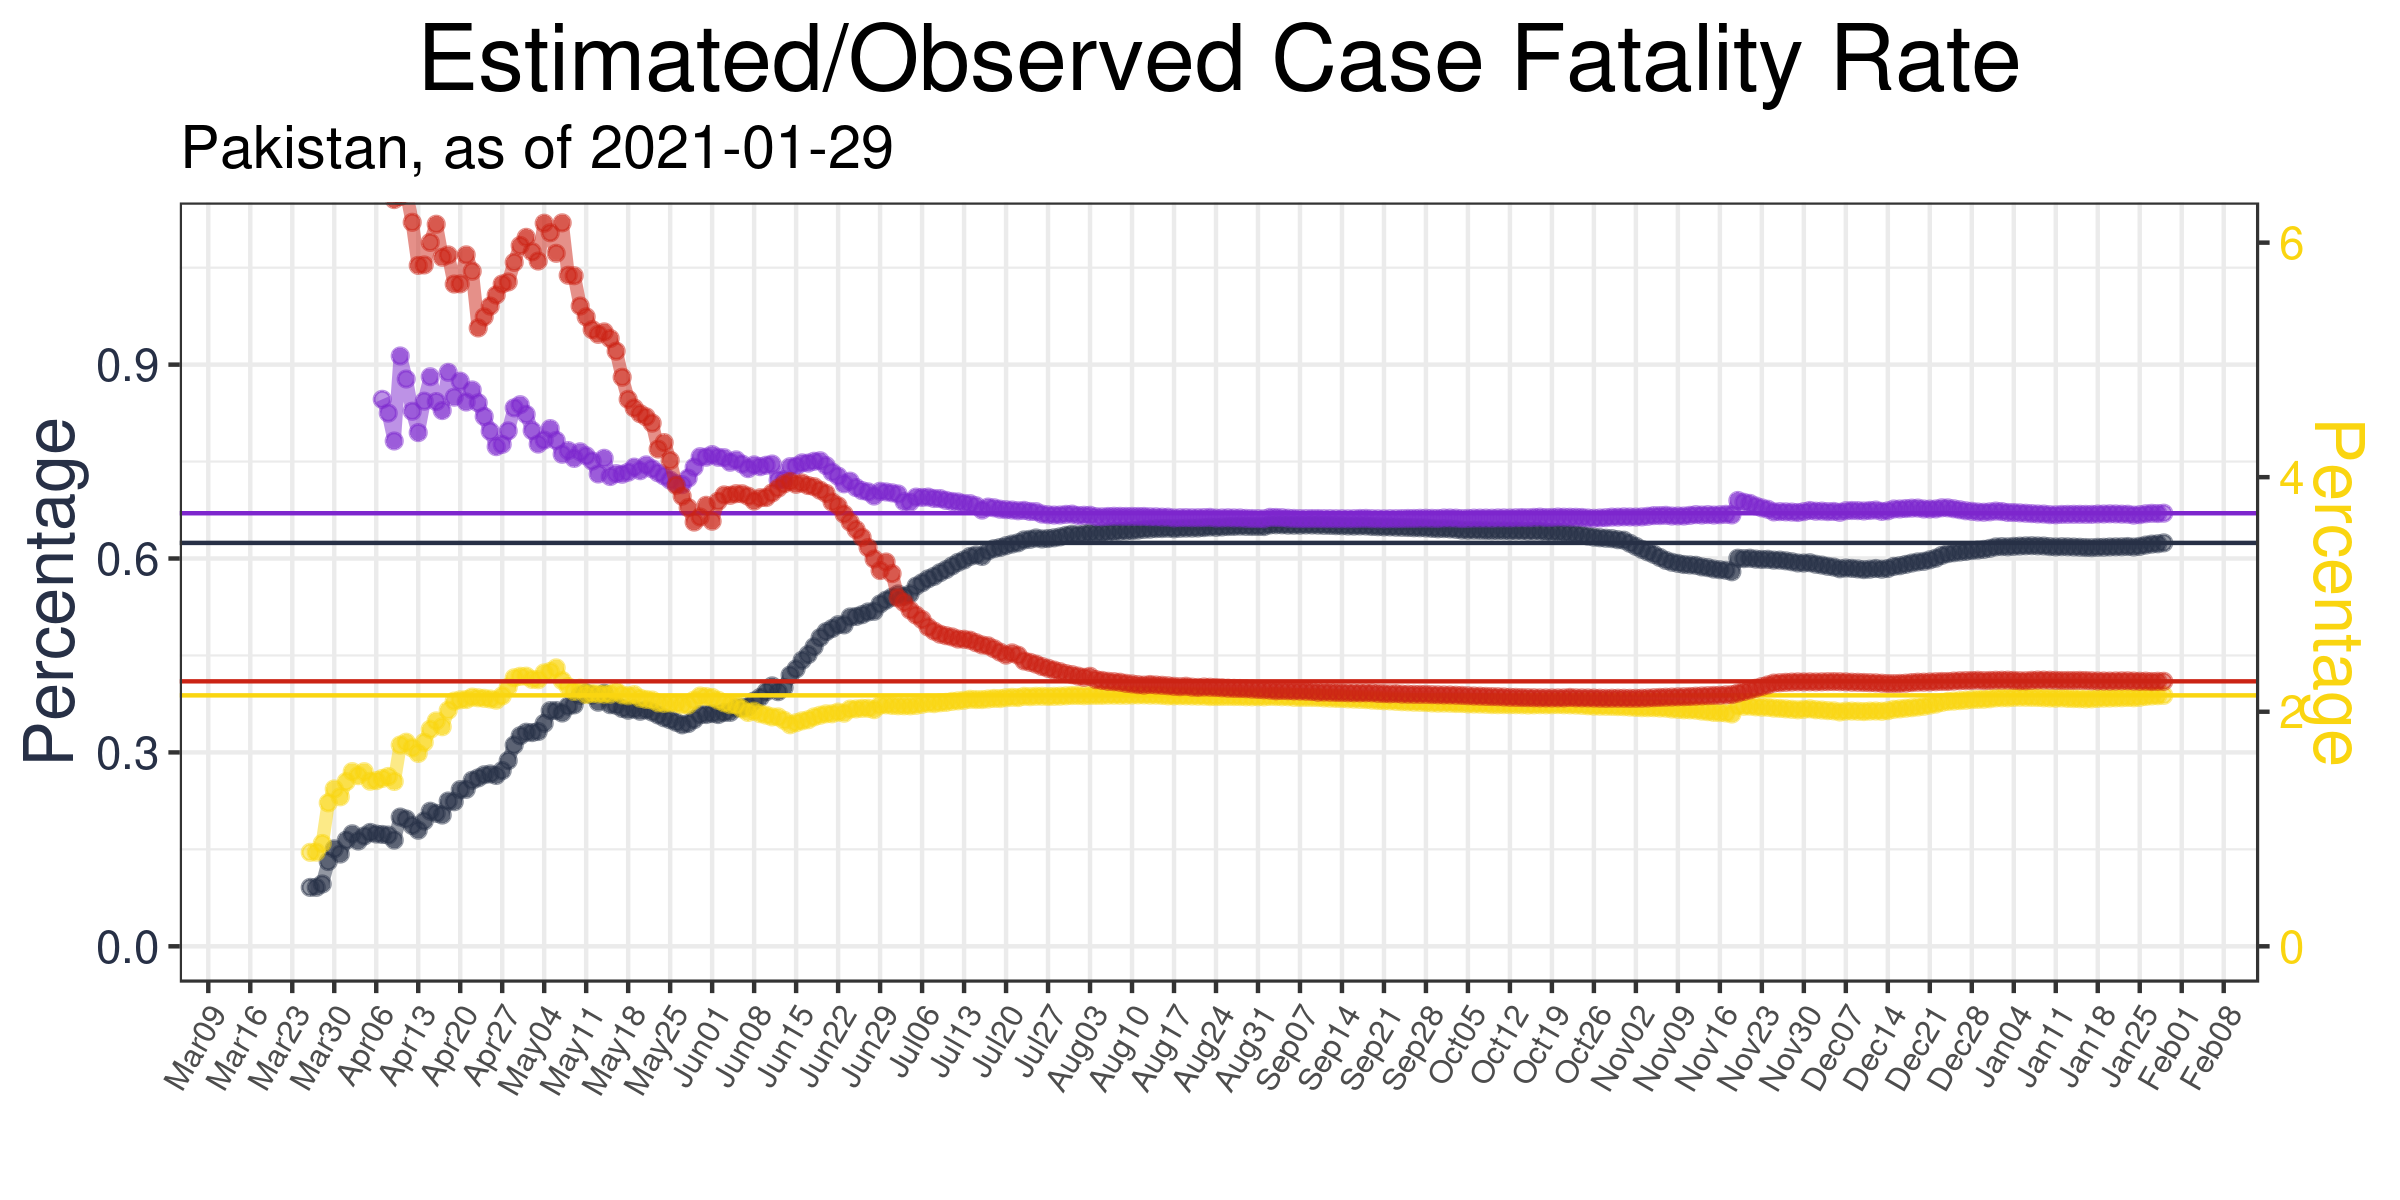 Estimated/Observed Case Fatality Rate
Pakistan, as of 2021-01-29
Percentage
0.9
0.6
0.3
0.0
6
4
2
0
Percentage
Mar09 Mar16 Mar23 Mar30 Apr06 Apr13 Apr20 Apr27 May04 May11 May18 May25 Jun01 Jun08 Jun15 Jun22 Jun29 Jul06 Jul13 Jul20 Jul27 Aug03 Aug10 Aug17 Aug24 Aug31 Sep07 Sep14 Sep21 Sep28 Oct05 Oct12 Oct19 Oct26 Nov02 Nov09 Nov16 Nov23 Nov30 Dec07 Dec14 Dec21 Dec28 Jan04 Jan11 Jan18 Jan25 Feb01 Feb08